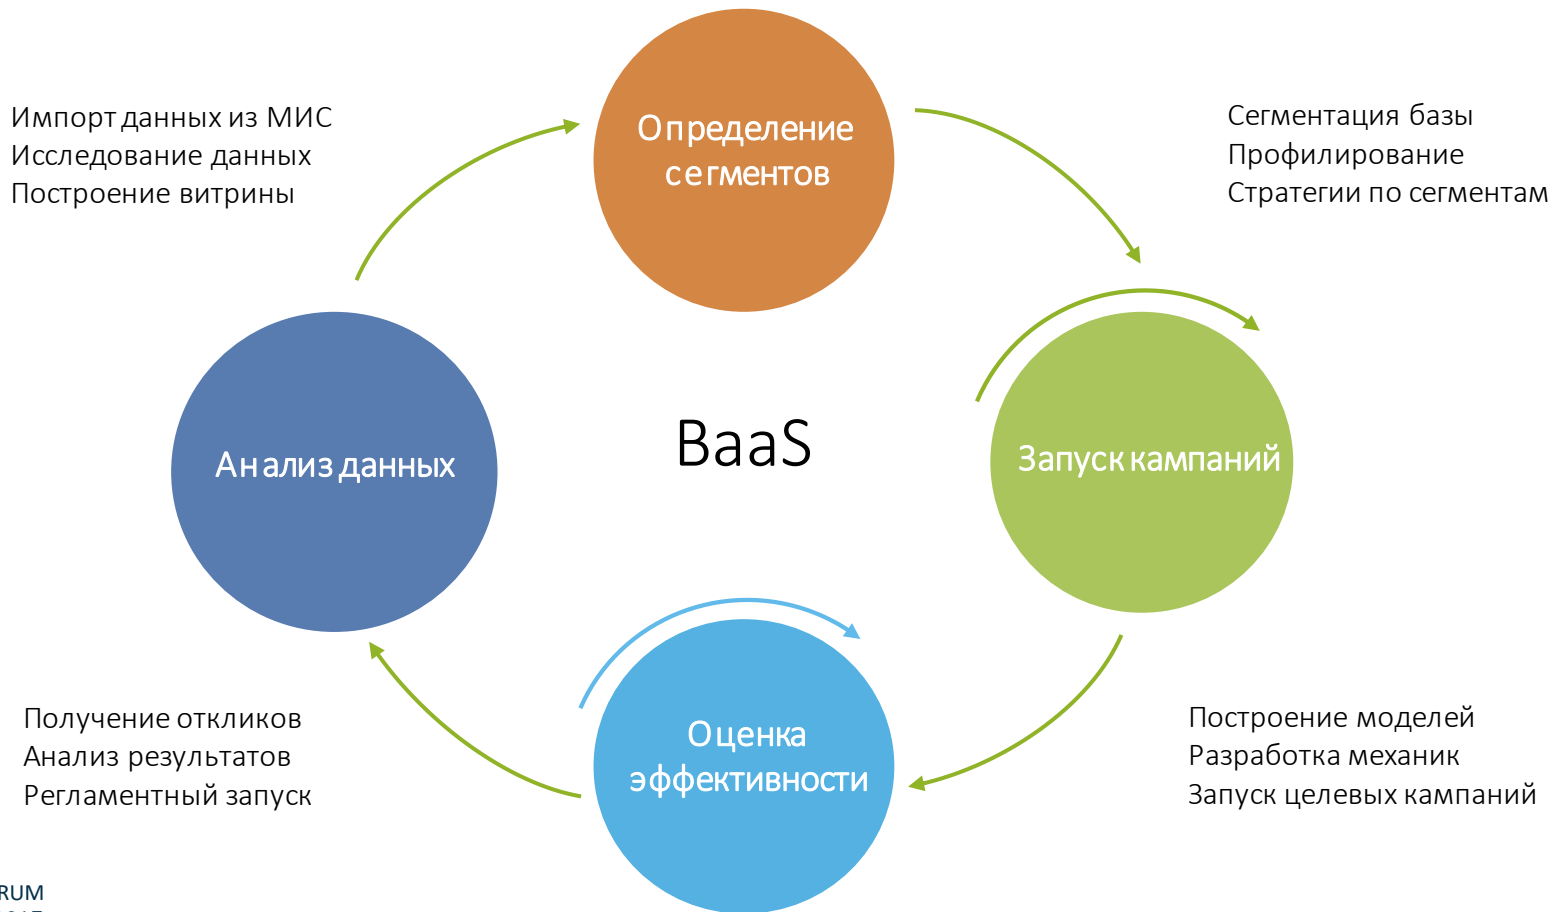 Импорт данных из МИС
Исследование данных
Построение витрины
Определение
сегментов
Сегментация базы
Профилирование
Стратегии по сегментам
Анализ данных
BaaS
Запуск кампаний
Получение откликов
Анализ результатов
Регламентный запуск
Оценка
эффективности
Построение моделей
Разработка механик
Запуск целевых кампаний